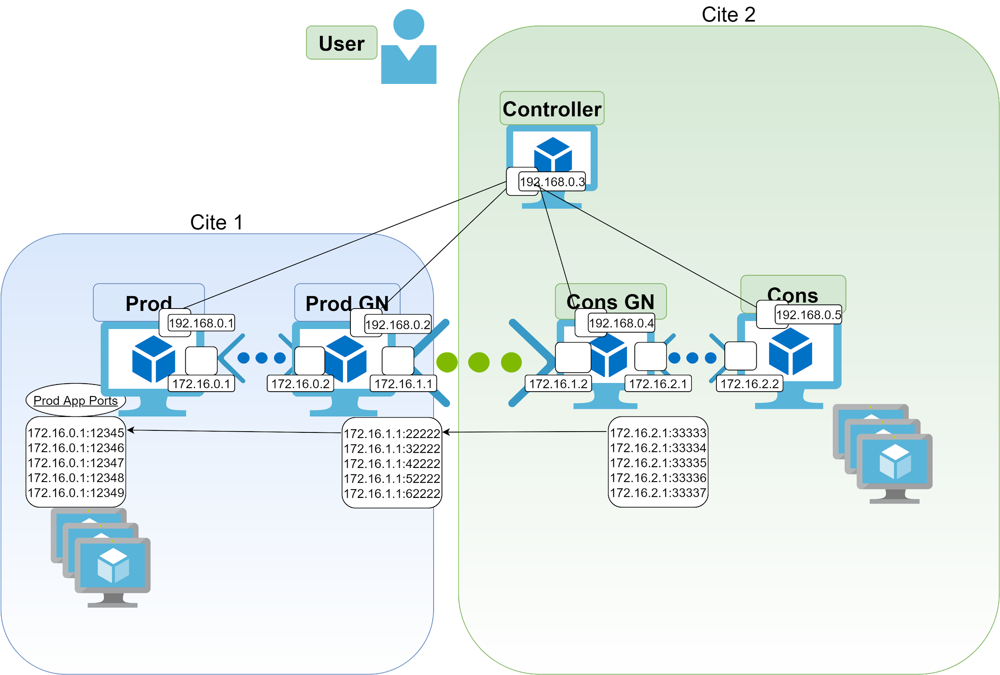 Cite 2
User
Controller
192.168.0.3
Cite 1
Prod
192.168.0.1
172.16.0.1
Prod GN
192.168.0.2
172.16.0.2
172.16.1.1
Cons GN
192.168.0.4
172.16.1.2
172.16.2.1
Cons
192.168.0.5
172.16.2.2
Prod App Ports
172.16.0.1:12345
172.16.0.1:12346
172.16.0.1:12347
172.16.0.1:12348
172.16.0.1:12349
172.16.1.1:22222
172.16.1.1:32222
172.16.1.1:42222
172.16.1.1:52222
172.16.1.1:62222
172.16.2.1:33333
172.16.2.1:33334
172.16.2.1:33335
172.16.2.1:33336
172.16.2.1:33337